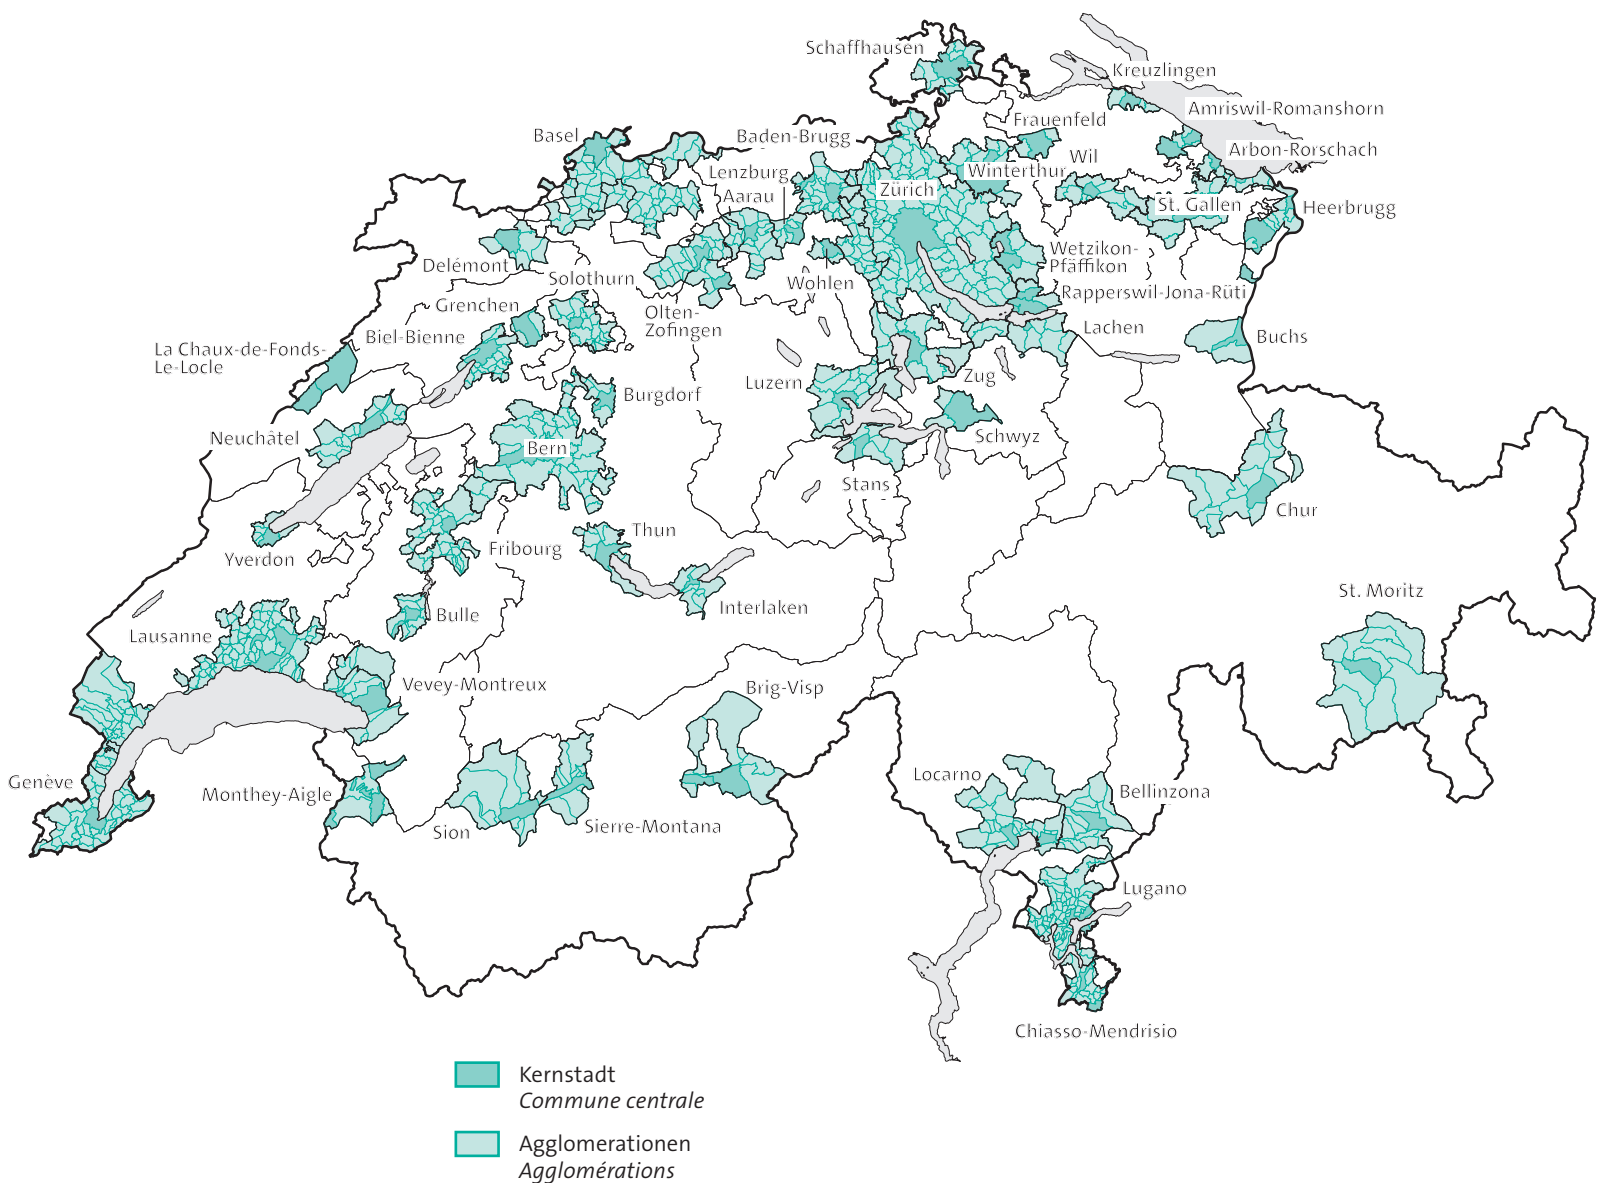 Schaffhausen
Kreuzlingen
Amriswil-Romanshorn
Frauenfeld
Basel
Baden-Brugg
Arbon-Rorschach
Wil
Lenzburg
Winterthur
Zürich
Aarau
St. Gallen
Heerbrugg
Wetzikon-
Pfäffikon
Delémont
Solothurn
Wohlen
Rapperswil-Jona-Rüti
Grenchen
Olten-
Zofingen
Lachen
Biel-Bienne
Buchs
La Chaux-de-Fonds-
Le-Locle
Zug
Luzern
Burgdorf
Neuchâtel
Schwyz
Bern
Stans
Chur
Thun
Fribourg
Yverdon
St. Moritz
Interlaken
Bulle
Lausanne
Vevey-Montreux
Brig-Visp
Locarno
Genève
Bellinzona
Monthey-Aigle
Sierre-Montana
Sion
Lugano
Chiasso-Mendrisio
Kernstadt
Commune centrale
Agglomerationen
Agglomérations